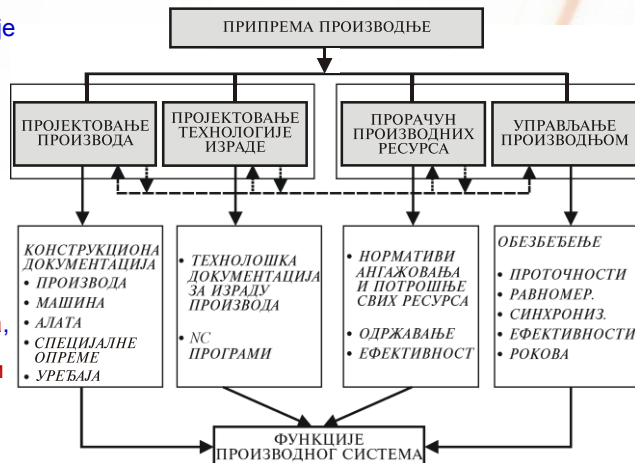 је
ПРИПРЕМА ПРОИЗВОДЊЕ
ПРОЈЕКТОВАЊЕ
ПРОИЗВОДА
ПРОЈЕКТОВАЊЕ
ТЕХНОЛОГИЈЕ
ИЗРАДЕ
ПРОРАЧУН
ПРОИЗВОДНИХ
РЕСУРСА
УПРАВЉАЊЕ
ПРОИЗВОДЊОМ
КОНСТРУКЦИОНА
ДОКУМЕНТАЦИЈА
• ПРОИЗВОДА
• МАШИНА
• АЛАТА
• СПЕЦИЈАЛНЕ
ОПРЕМЕ
• УРЕЂАЈА
• ТЕХНОЛОШКА
ДОКУМЕНТАЦИЈА
ЗА ИЗРАДУ
ПРОИЗВОДА
• NC
ПРОГРАМИ
• НОРМАТИВИ
АНГАЖОВАЊА
И ПОТРОШЊЕ
СВИХ РЕСУРСА
• ОДРЖАВАЊЕ
• ЕФЕКТИВНОСТ
ОБЕЗБЕЂЕЊЕ
• ПРОТОЧНОСТИ
• РАВНОМЕР.
• СИНХРОНИЗ.
• ЕФЕКТИВНОСТИ
• РОКОВА
ФУНКЦИЈЕ
ПРОИЗВОДНОГ СИСТЕМА